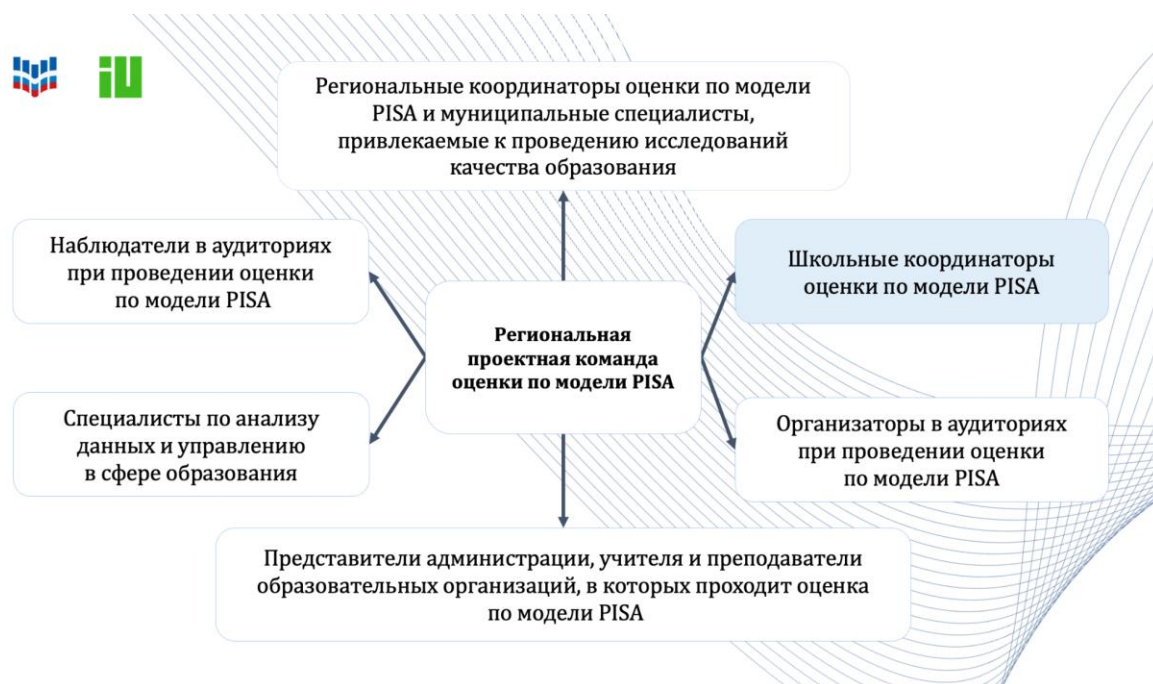 Региональные координаторы оценки по модели
PISA и муниципальные специалисты,
привлекаемые к проведению исследований
качества образования
Наблюдатели в аудиториях
при проведении оценки
по модели PISA
Школьные координаторы
оценки по модели PISA
Региональная
проектная команда
оценки по модели PISA
Специалисты по анализу
данных и управлению
в сфере образования
Организаторы в аудиториях
при проведении оценки
по модели PISA
Представители администрации, учителя и преподаватели
образовательных организаций, в которых проходит оценка
по модели PISA